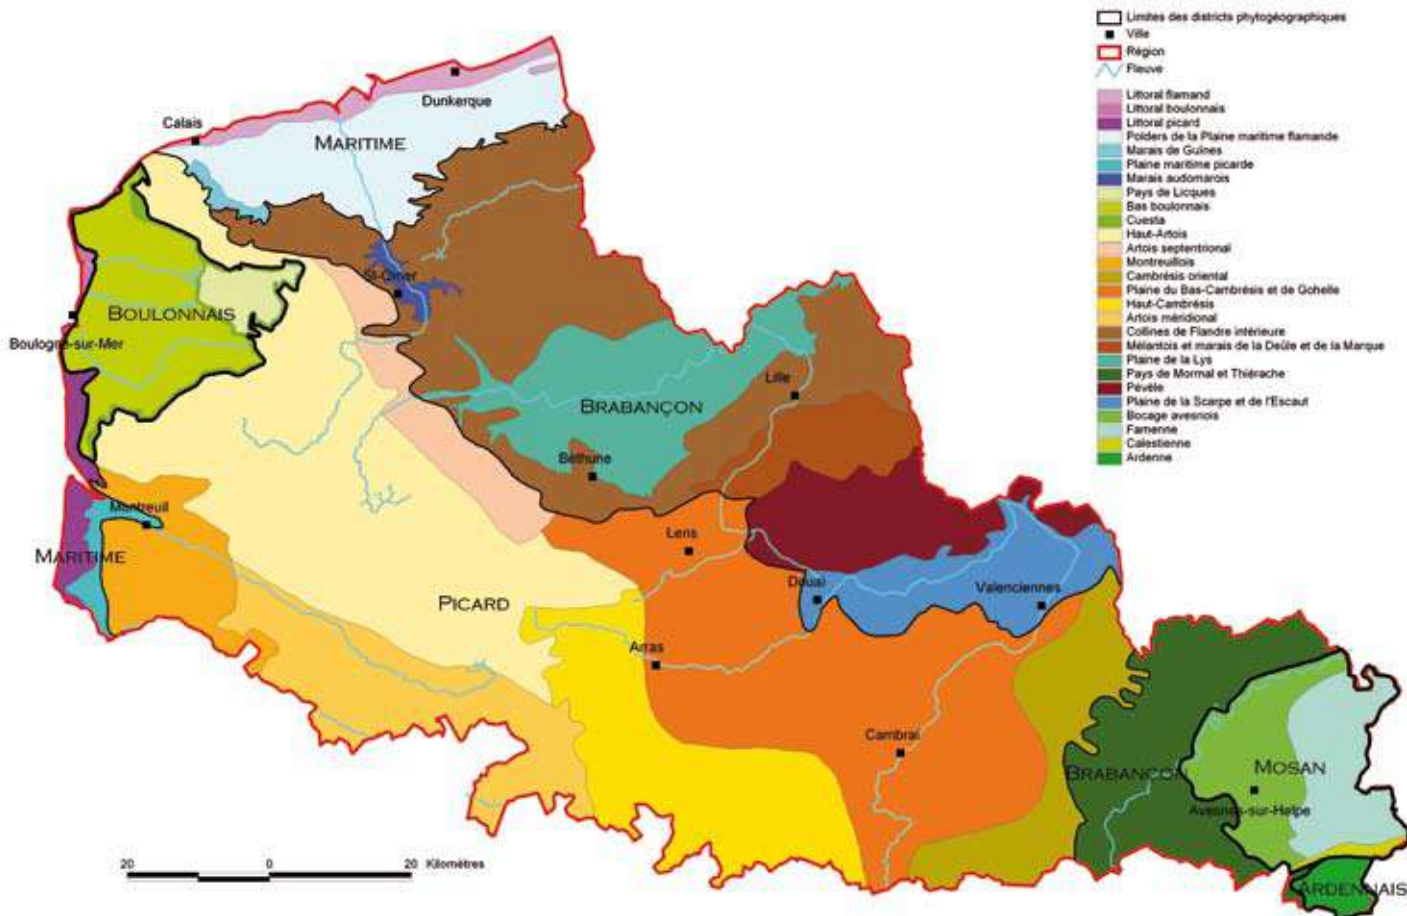 Limites des districts phytogéographiques
Ville
Région
Fleuve
Littoral flamand
Littoral boulonnais
Littoral picard
Polders de la Plaine maritime flamande
Marais de Guînes
Plaine maritime picarde
Marais audomarois
Pays de Licques
Bas boulonnais
Cuesta
Haut-Artois
Artois septentrional
Montreuillois
Cambrésis oriental
Plaine du Bas-Cambrésis et de Gohelle
Haut-Cambrésis
Artois méridional
Collines de Flandre intérieure
Mélantois et marais de la Deûle et de la Marque
Plaine de la Lys
Pays de Mormal et Thiérache
Pévèle
Plaine de la Scarpe et de l'Escaut
Bocage avesnois
Famenne
Calestienne
Ardenne
Dunkerque
Calais
MARITIME
St-Omer
BOULONNAIS
Boulogne-sur-Mer
Lille
BRABANÇON
Béthune
Montreuil
Lens
MARITIME
Douai
Valenciennes
PICARD
Arras
Cambrai
BRABANÇON
MOSAN
Avesnes-sur-Helpe
20 0 20 Kilomètres
ARDENNAIS